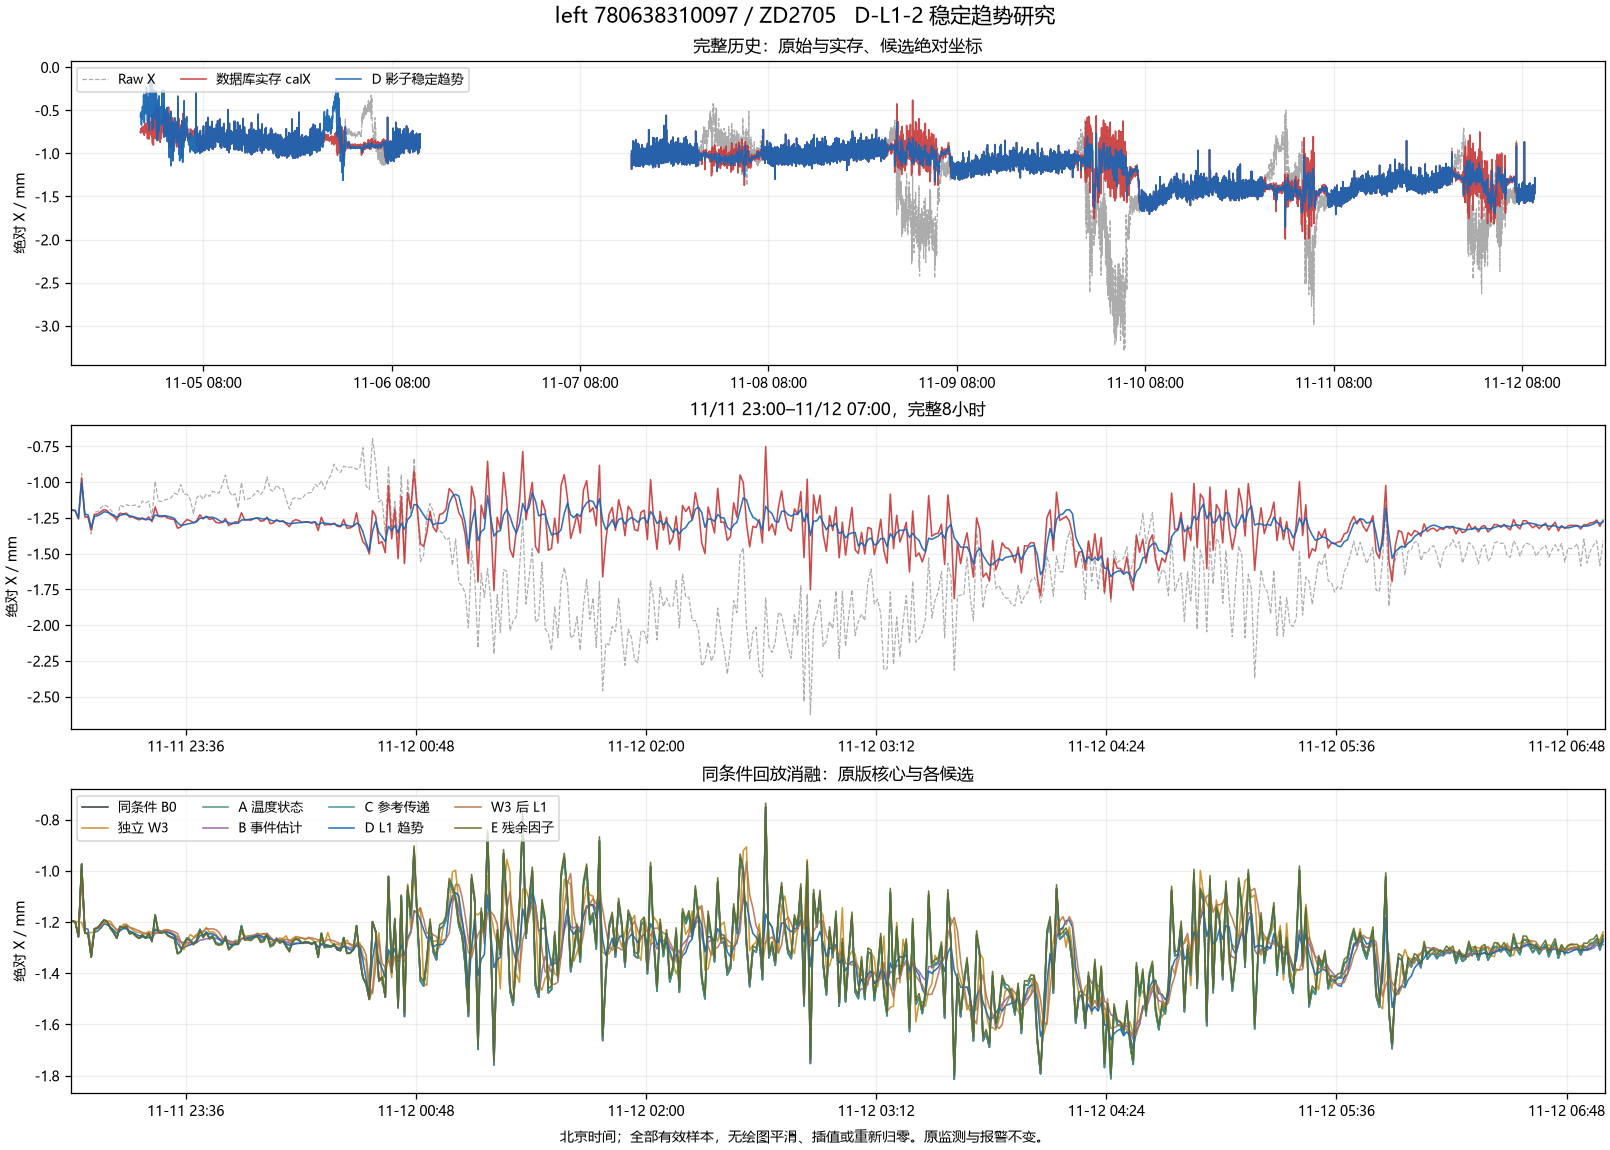 left 780638310097 / ZD2705   D-L1-2 稳定趋势研究
完整历史：原始与实存、候选绝对坐标
Raw X
数据库实存 calX
D 影子稳定趋势
绝对 X / mm
0.0
-0.5
-1.0
-1.5
-2.0
-2.5
-3.0
11-05 08:00
11-06 08:00
11-07 08:00
11-08 08:00
11-09 08:00
11-10 08:00
11-11 08:00
11-12 08:00
11/11 23:00–11/12 07:00，完整8小时
绝对 X / mm
-0.75
-1.00
-1.25
-1.50
-1.75
-2.00
-2.25
-2.50
11-11 23:36
11-12 00:48
11-12 02:00
11-12 03:12
11-12 04:24
11-12 05:36
11-12 06:48
同条件回放消融：原版核心与各候选
同条件 B0
A 温度状态
C 参考传递
W3 后 L1
独立 W3
B 事件估计
D L1 趋势
E 残余因子
绝对 X / mm
-0.8
-1.0
-1.2
-1.4
-1.6
-1.8
11-11 23:36
11-12 00:48
11-12 02:00
11-12 03:12
11-12 04:24
11-12 05:36
11-12 06:48
北京时间；全部有效样本，无绘图平滑、插值或重新归零。原监测与报警不变。